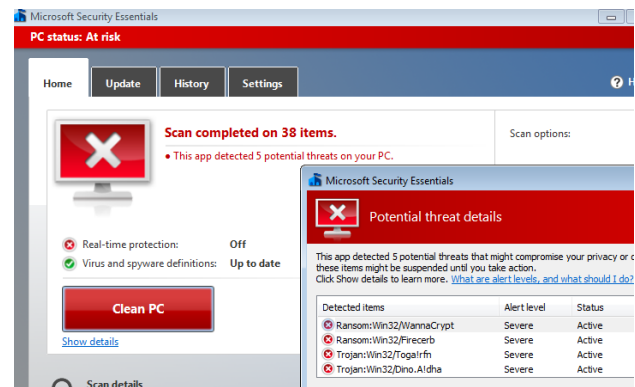 Microsoft Security Essentials
PC status: At risk
Home
Update
History
Settings
Scan completed on 38 items.
• This app detected 5 potential threats on your PC.
Scan options:
Real-time protection: Off
Virus and spyware definitions: Up to date
Clean PC
Show details
Scan details
Microsoft Security Essentials
Potential threat details
This app detected 5 potential threats that might compromise your privacy or
these items might be suspended until you take action.
Click Show details to learn more. What are alert levels, and what should I do?
Detected items Alert level Status
Ransom:Win32/WannaCrypt Severe Active
Ransom:Win32/Firecerb Severe Active
Trojan:Win32/Toga!rfn Severe Active
Trojan:Win32/Dino.A!dha Severe Active